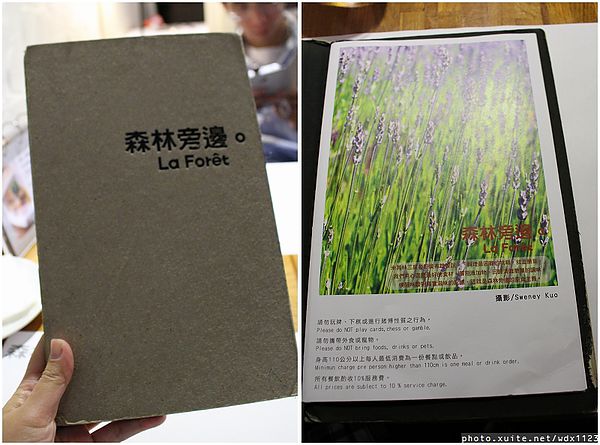 森林旁邊。
La Forêt
森林旁邊。
La Forêt
攝影/Sweney Kuo
請勿玩牌、下棋或進行賭博性質之行為。
Please do NOT play cards,chess or gamble.
請勿攜帶外食或寵物。
Please do NOT bring foods, drinks or pets.
身高110公分以上每人最低消費為一份餐點或飲品。
Minimun charge pre person higher than 110cm is one meal or drink order.
所有餐飲酌收10%服務費。
All prices are subject to 10 % service charge.
photo.xuite.net/wdx1123